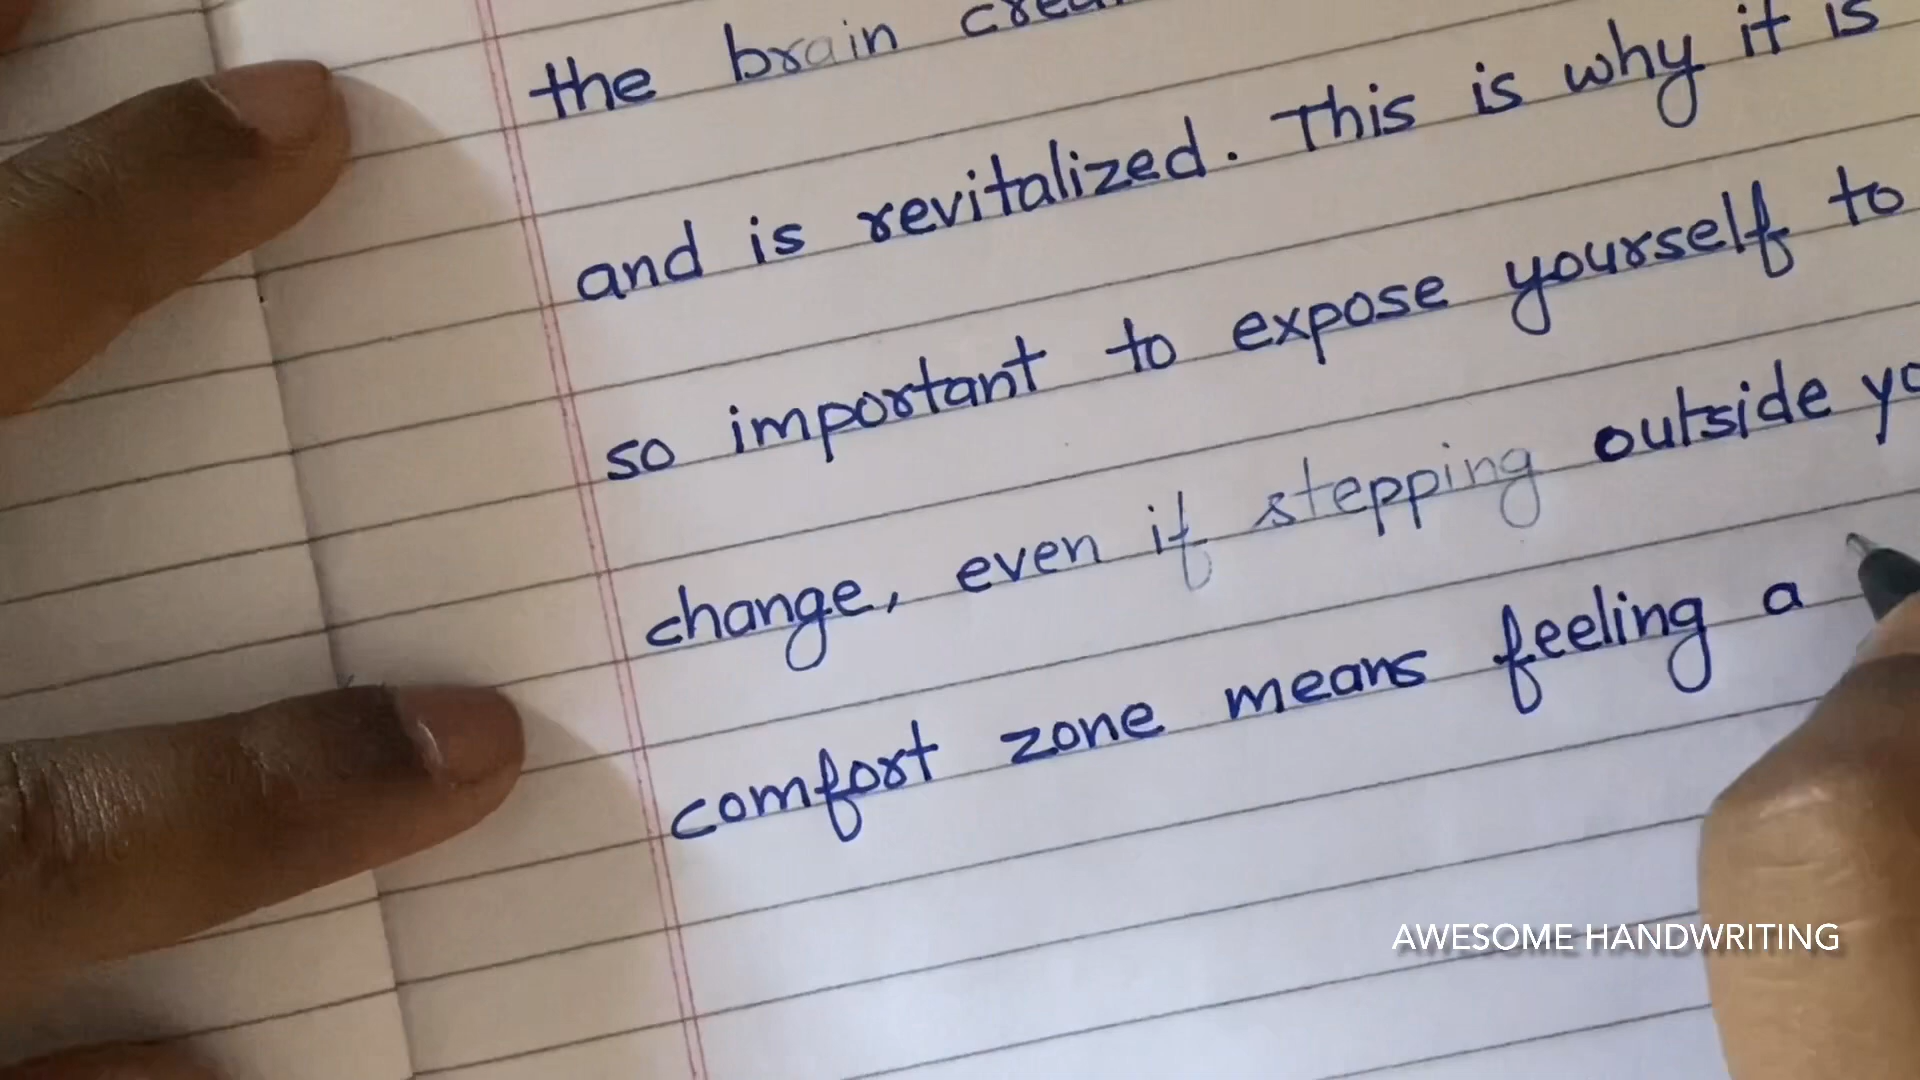 the brain
and is revitalized. This is why it is
so important to expose yourself to
change, even if stepping outside
comfort zone means feeling a
AWESOME HANDWRITING